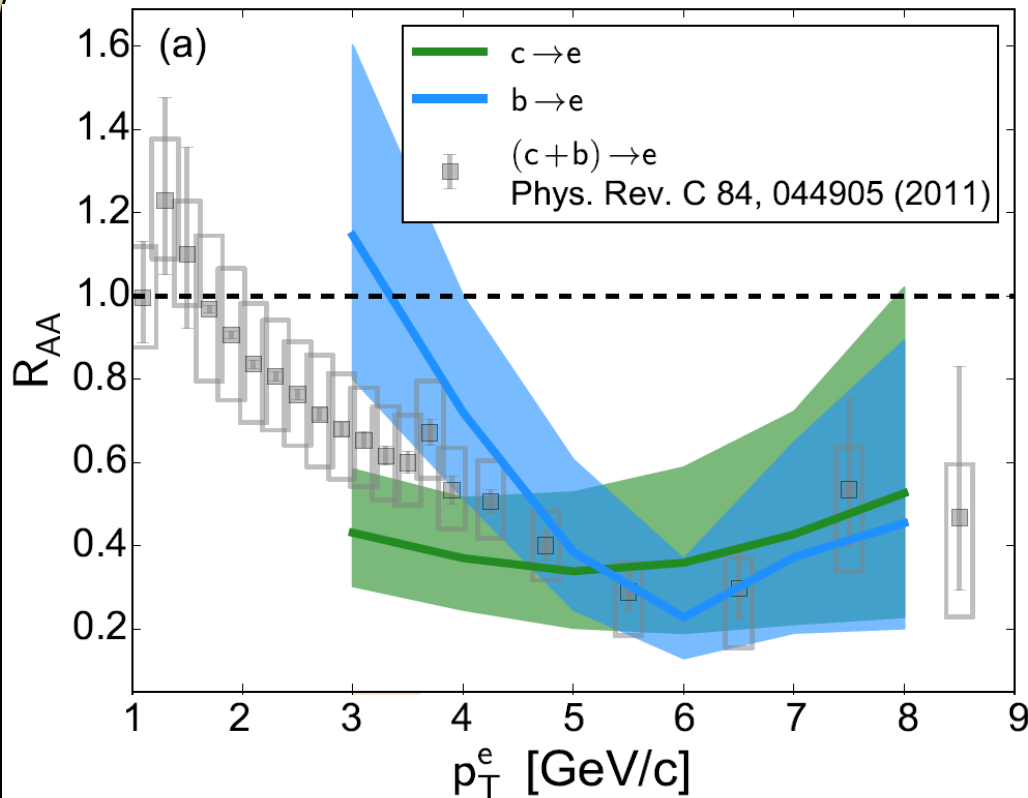 (a)
c→e
b→e
(c+b)→e
Phys. Rev. C 84, 044905 (2011)
1.6
1.4
1.2
1.0
0.8
0.6
0.4
0.2
R_AA
1 2 3 4 5 6 7 8 9
p_T^e [GeV/c]